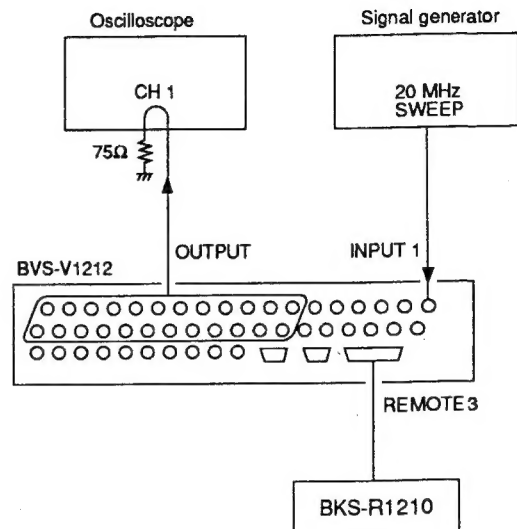 Oscilloscope
Signal generator
CH 1
20 MHz
SWEEP
75Ω
OUTPUT
INPUT 1
BVS-V1212
REMOTE 3
BKS-R1210